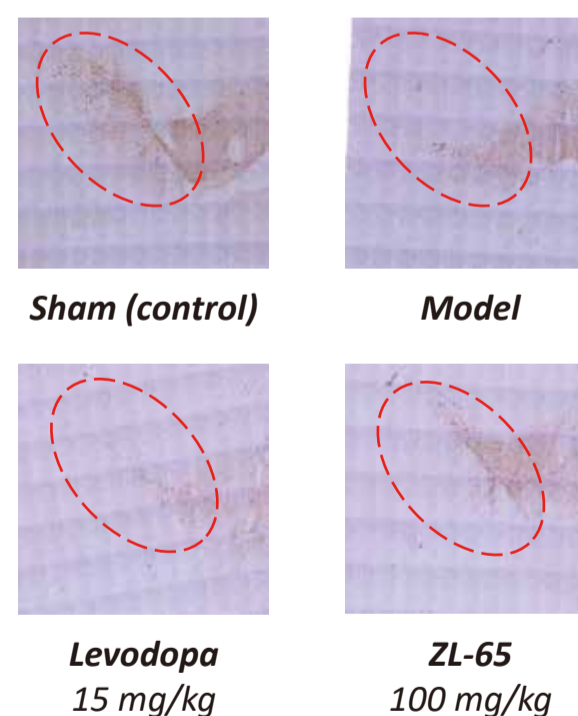 Sham (control)
Model
Levodopa
15 mg/kg
ZL-65
100 mg/kg